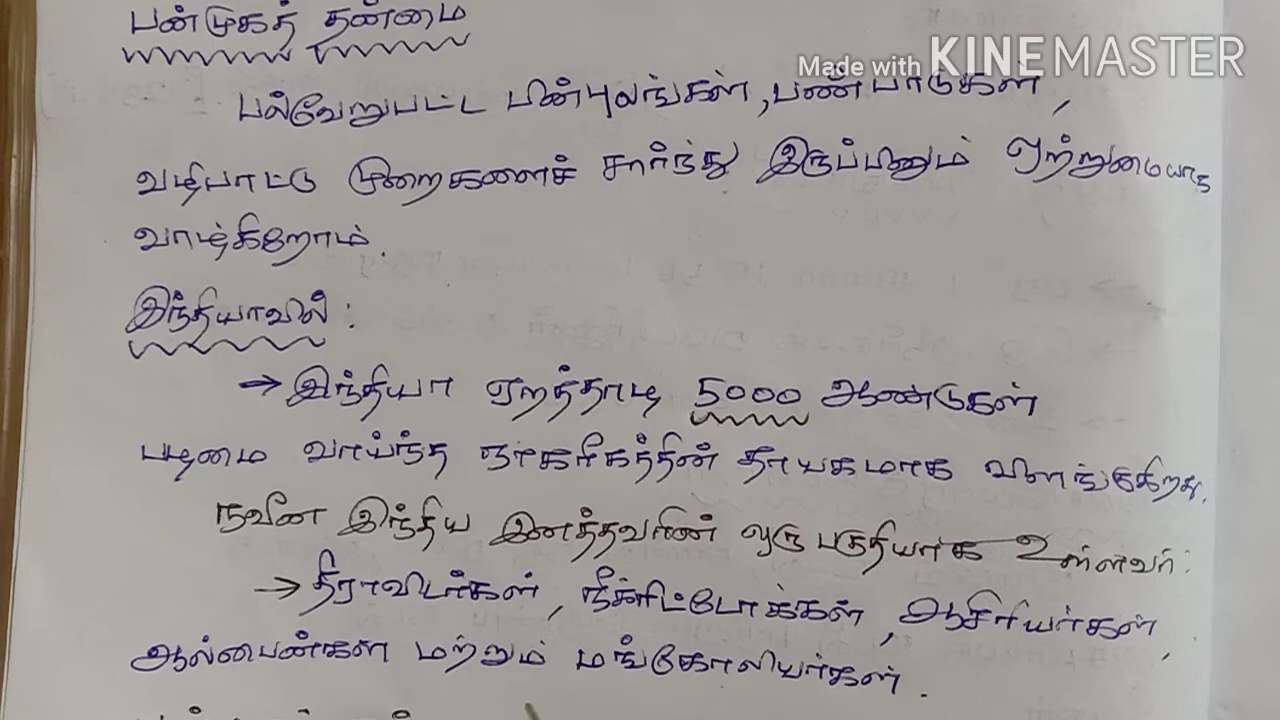 பன்முகத் தன்மை
Made with KINEMASTER
பல்வேறுபட்ட பின்புலங்கள், பண்பாடுகள்,
வழிபாட்டு முறைகளைச் சார்ந்து இருப்பினும் ஒற்றுமையாக
வாழ்கிறோம்.
இந்தியாவில் :
→ இந்தியா ஏறத்தாழ 5000 ஆண்டுகள்
பழமை வாய்ந்த நாகரிகத்தின் தாயகமாக விளங்குகிறது.
நவீன இந்திய இனத்தவரின் ஒரு பகுதியாக உள்ளவர் :
→ திராவிடர்கள், நீக்ரிட்டோக்கள், ஆசிரியர்கள்,
ஆல்பைன்கள் மற்றும் மங்கோலியர்கள்.